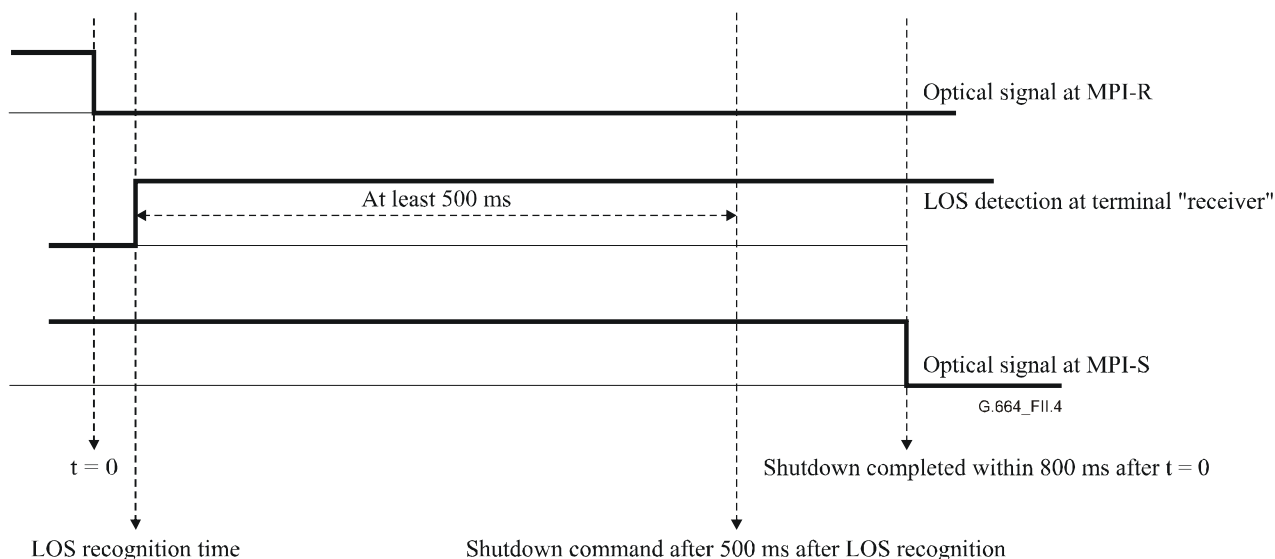 Optical signal at MPI-R
At least 500 ms
LOS detection at terminal "receiver"
Optical signal at MPI-S
G.664_FII.4
t = 0
Shutdown completed within 800 ms after t = 0
LOS recognition time
Shutdown command after 500 ms after LOS recognition